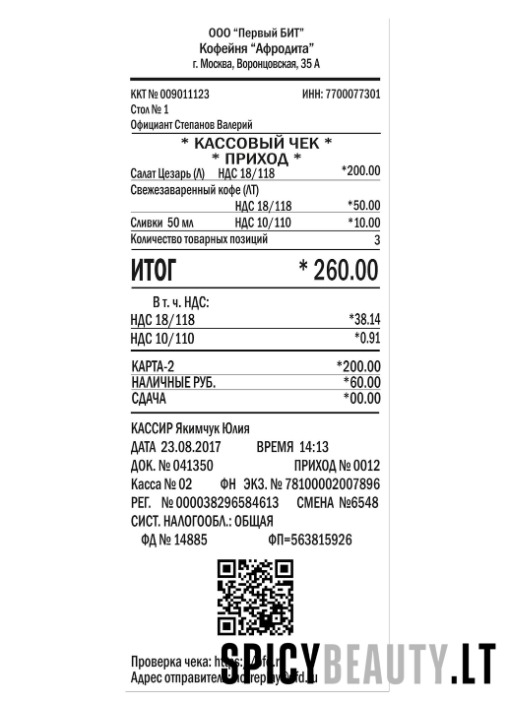 ООО “Первый БИТ”
Кофейня “Афродита”
г. Москва, Воронцовская, 35 А
ККТ № 009011123 ИНН: 7700077301
Стол № 1
Официант Степанов Валерий
* КАССОВЫЙ ЧЕК *
* ПРИХОД *
Салат Цезарь (Л) НДС 18/118 *200.00
Свежезаваренный кофе (ЛТ)
НДС 18/118 *50.00
Сливки 50 мл НДС 10/110 *10.00
Количество товарных позиций 3
ИТОГ * 260.00
В т. ч. НДС:
НДС 18/118 *38.14
НДС 10/110 *0.91
КАРТА-2 *200.00
НАЛИЧНЫЕ РУБ. *60.00
СДАЧА *00.00
КАССИР Якимчук Юлия
ДАТА 23.08.2017 ВРЕМЯ 14:13
ДОК. № 041350 ПРИХОД № 0012
Касса № 02 ФН ЭКЗ. № 78100002007896
РЕГ. № 000038296584613 СМЕНА №6548
СИСТ. НАЛОГООБЛ.: ОБЩАЯ
ФД № 14885 ФП=563815926
Проверка чека:
Адрес отправителя:
SPICYBEAUTY.LT